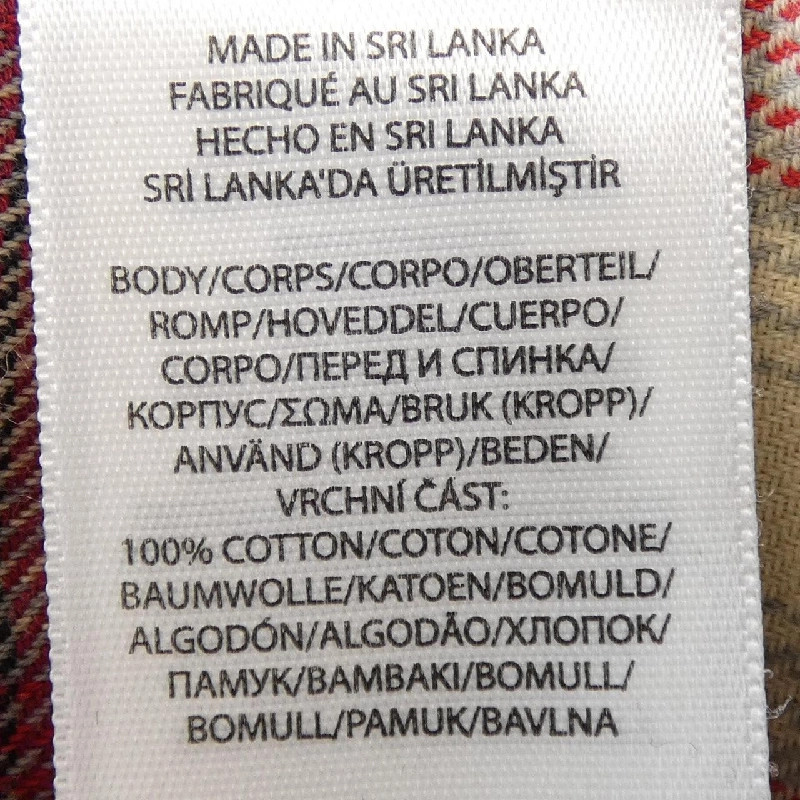 MADE IN SRI LANKA
FABRIQUÉ AU SRI LANKA
HECHO EN SRI LANKA
SRİ LANKA'DA ÜRETİLMİŞTİR
BODY/CORPS/CORPO/OBERTEIL/
ROMP/HOVEDDEL/CUERPO/
CORPO/ПЕРЕД И СПИНКА/
КОРПУС/ΣΩΜΑ/BRUK (KROPP)/
ANVÄND (KROPP)/BEDEN/
VRCHNÍ ČÁST:
100% COTTON/COTON/COTONE/
BAUMWOLLE/KATOEN/BOMULD/
ALGODÓN/ALGODÃO/ХЛОПОК/
ПАМУК/BAMBAKI/BOMULL/
BOMULL/PAMUK/BAVLNA